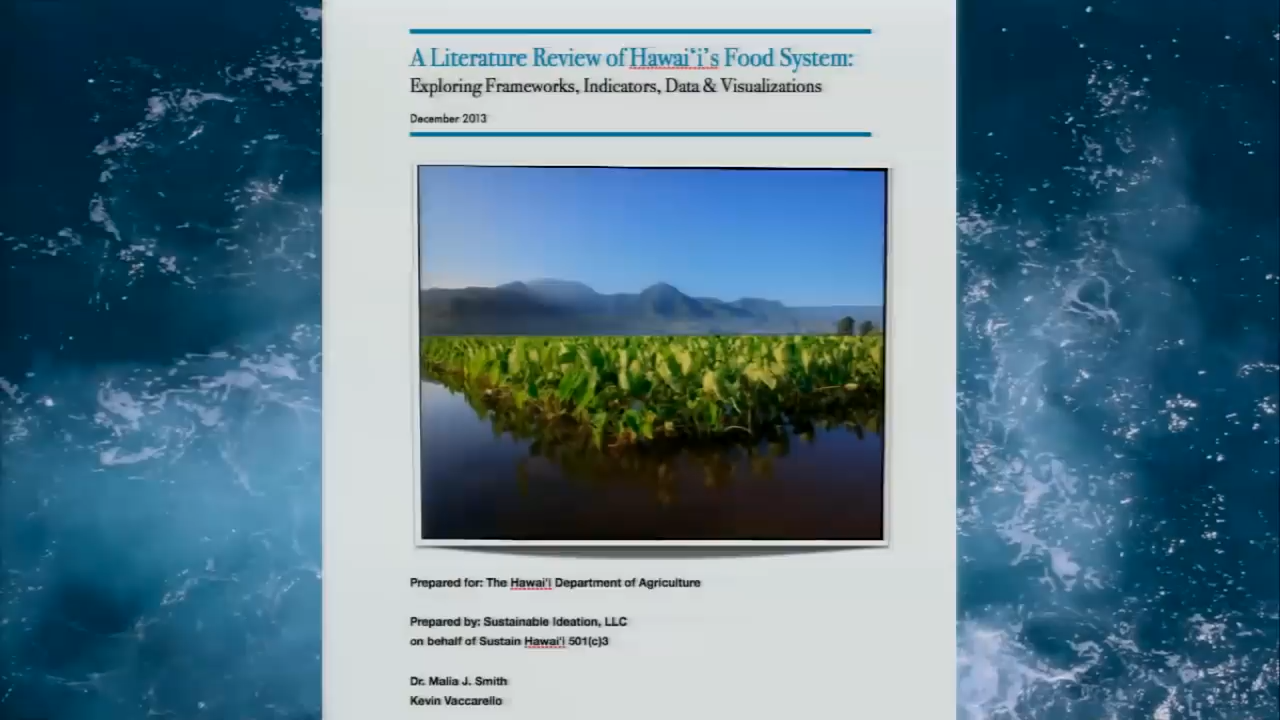 A Literature Review of Hawaiʻi’s Food System:
Exploring Frameworks, Indicators, Data & Visualizations
December 2013
Prepared for: The Hawai'i Department of Agriculture
Prepared by: Sustainable Ideation, LLC
on behalf of Sustain Hawai'i 501(c)3
Dr. Malia J. Smith
Kevin Vaccarello